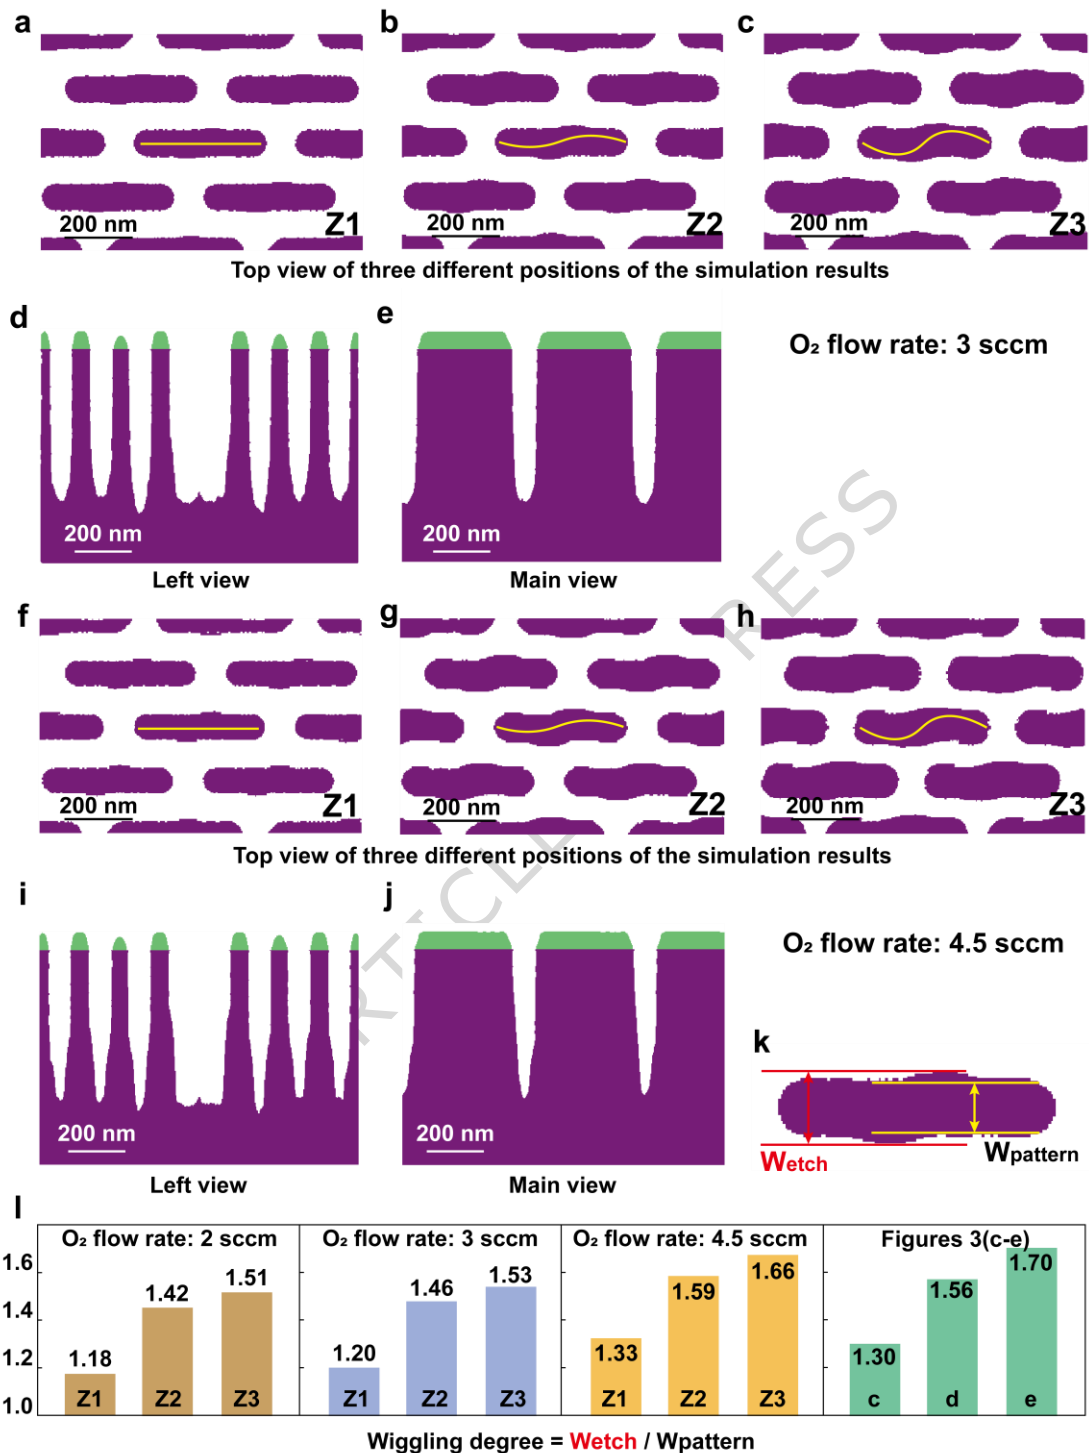 a
b
c
200 nm
Z1
200 nm
Z2
200 nm
Z3
Top view of three different positions of the simulation results
d
e
O₂ flow rate: 3 sccm
200 nm
200 nm
Left view
Main view
f
g
h
200 nm
Z1
200 nm
Z2
200 nm
Z3
Top view of three different positions of the simulation results
i
j
O₂ flow rate: 4.5 sccm
200 nm
200 nm
Left view
Main view
k
Wetch
Wpattern
l
O₂ flow rate: 2 sccm
O₂ flow rate: 3 sccm
O₂ flow rate: 4.5 sccm
Figures 3(c-e)
1.6
1.4
1.2
1.0
1.18
1.42
1.51
Z1
Z2
Z3
1.20
1.46
1.53
Z1
Z2
Z3
1.33
1.59
1.66
Z1
Z2
Z3
1.30
1.56
1.70
c
d
e
Wiggling degree = Wetch / Wpattern